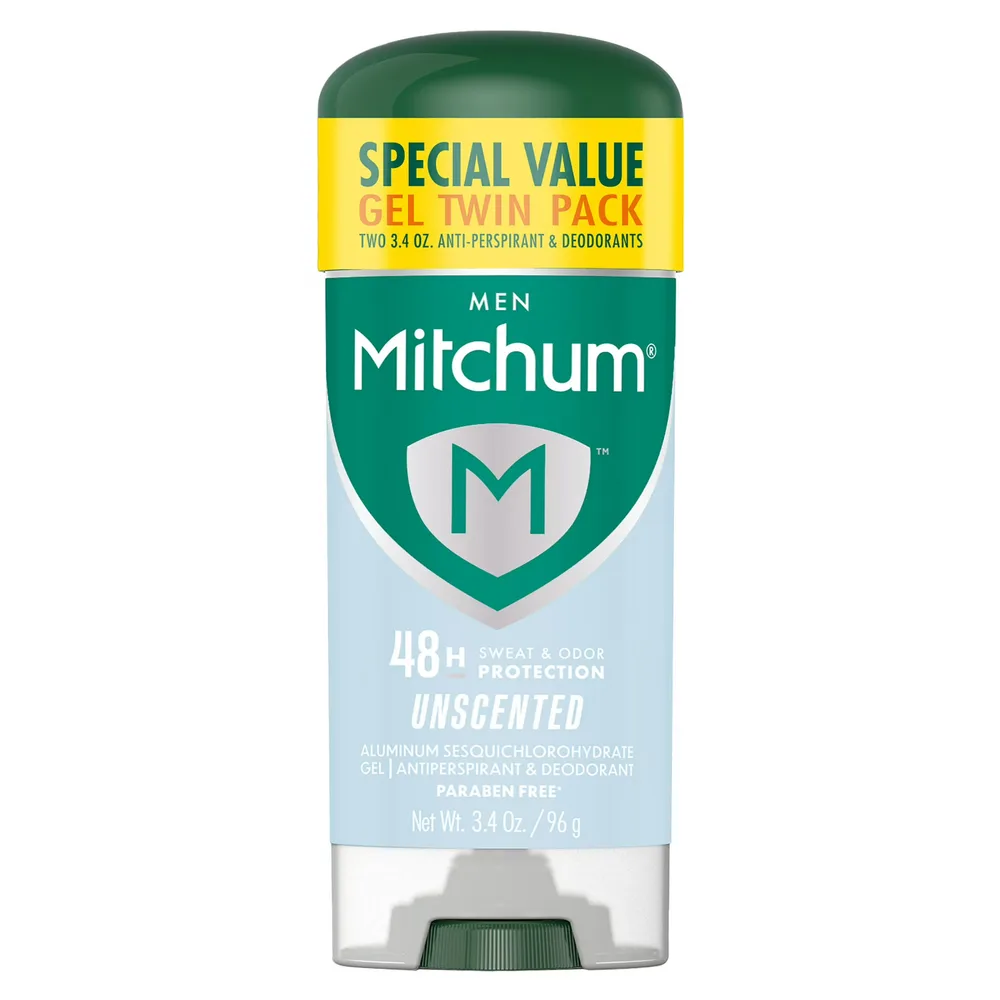 SPECIAL VALUE
GEL TWIN PACK
TWO 3.4 OZ. ANTI-PERSPIRANT & DEODORANTS
MEN
Mitchum®
M™
48H SWEAT & ODOR
PROTECTION
UNSCENTED
ALUMINUM SESQUICHLOROHYDRATE
GEL | ANTIPERSPIRANT & DEODORANT
PARABEN FREE*
Net Wt. 3.4 Oz. / 96 g